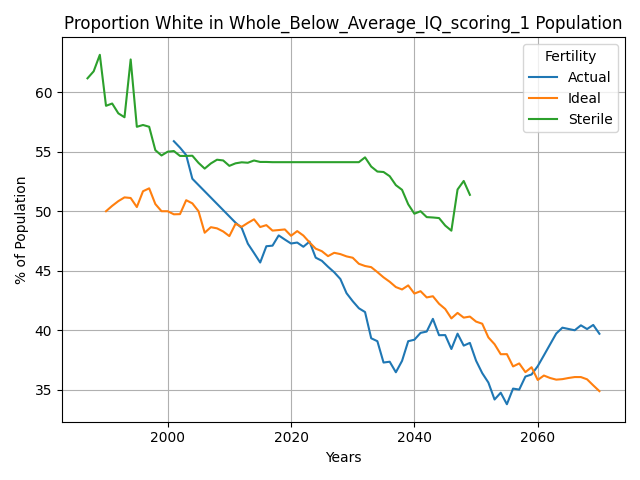 Proportion White in Whole_Below_Average_IQ_scoring_1 Population
Fertility
Actual
Ideal
Sterile
% of Population
60
55
50
45
40
35
2000
2020
2040
2060
Years